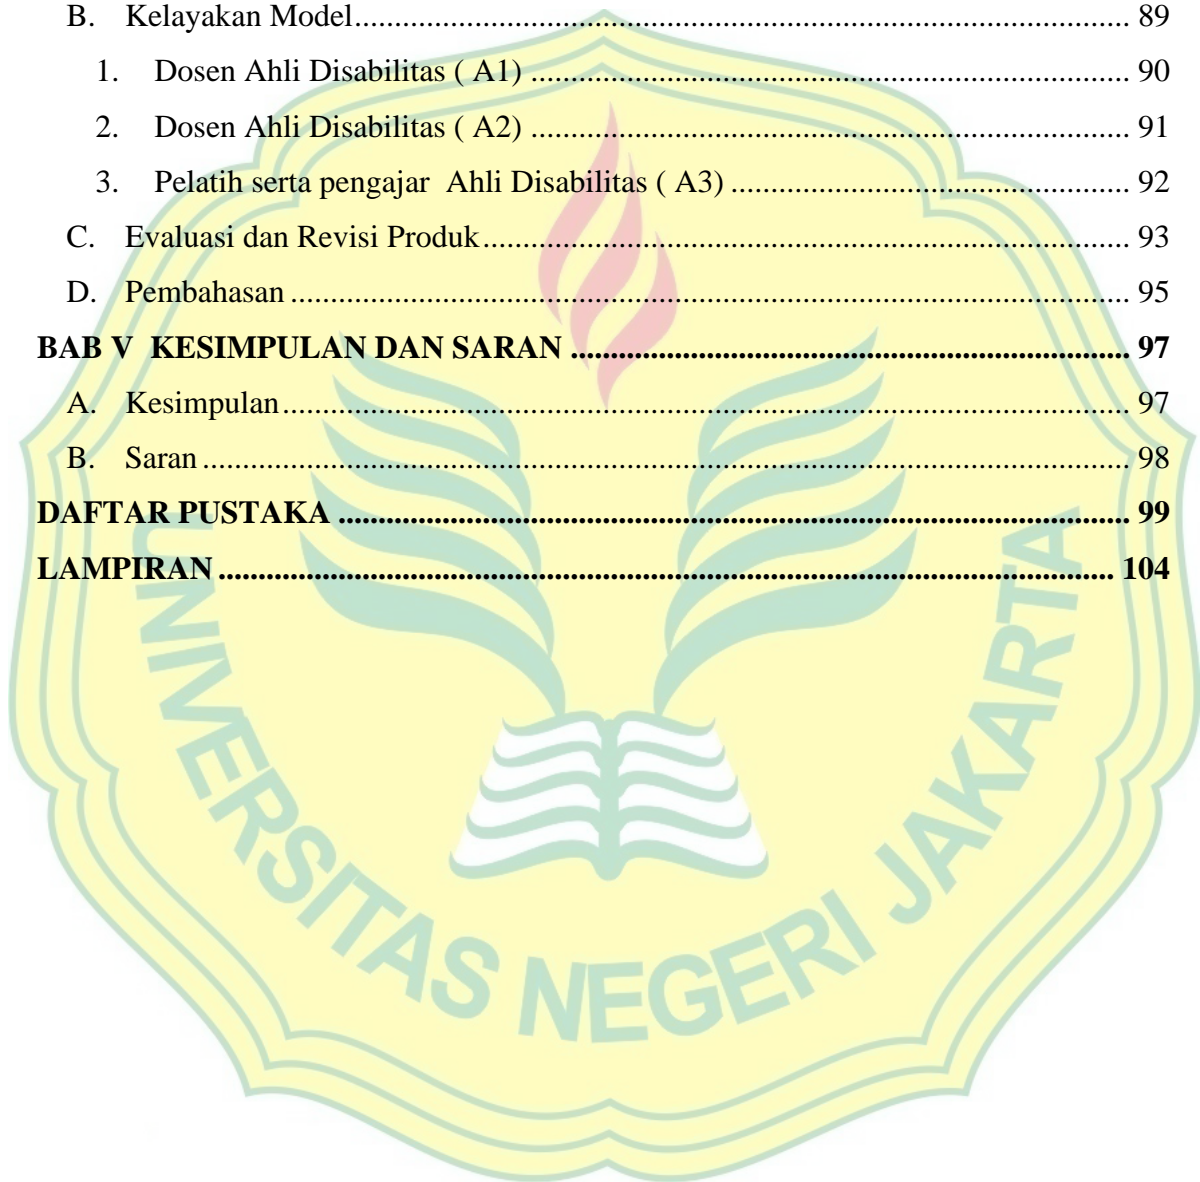 B. Kelayakan Model.................................................................................................. 89
1. Dosen Ahli Disabilitas ( A1) ............................................................................ 90
2. Dosen Ahli Disabilitas ( A2) ............................................................................ 91
3. Pelatih serta pengajar  Ahli Disabilitas ( A3) ................................................... 92
C. Evaluasi dan Revisi Produk.................................................................................. 93
D. Pembahasan .......................................................................................................... 95
BAB V  KESIMPULAN DAN SARAN ....................................................................... 97
A. Kesimpulan........................................................................................................... 97
B. Saran ..................................................................................................................... 98
DAFTAR PUSTAKA .................................................................................................... 99
LAMPIRAN ................................................................................................................. 104
UNIVERSITAS NEGERI JAKARTA